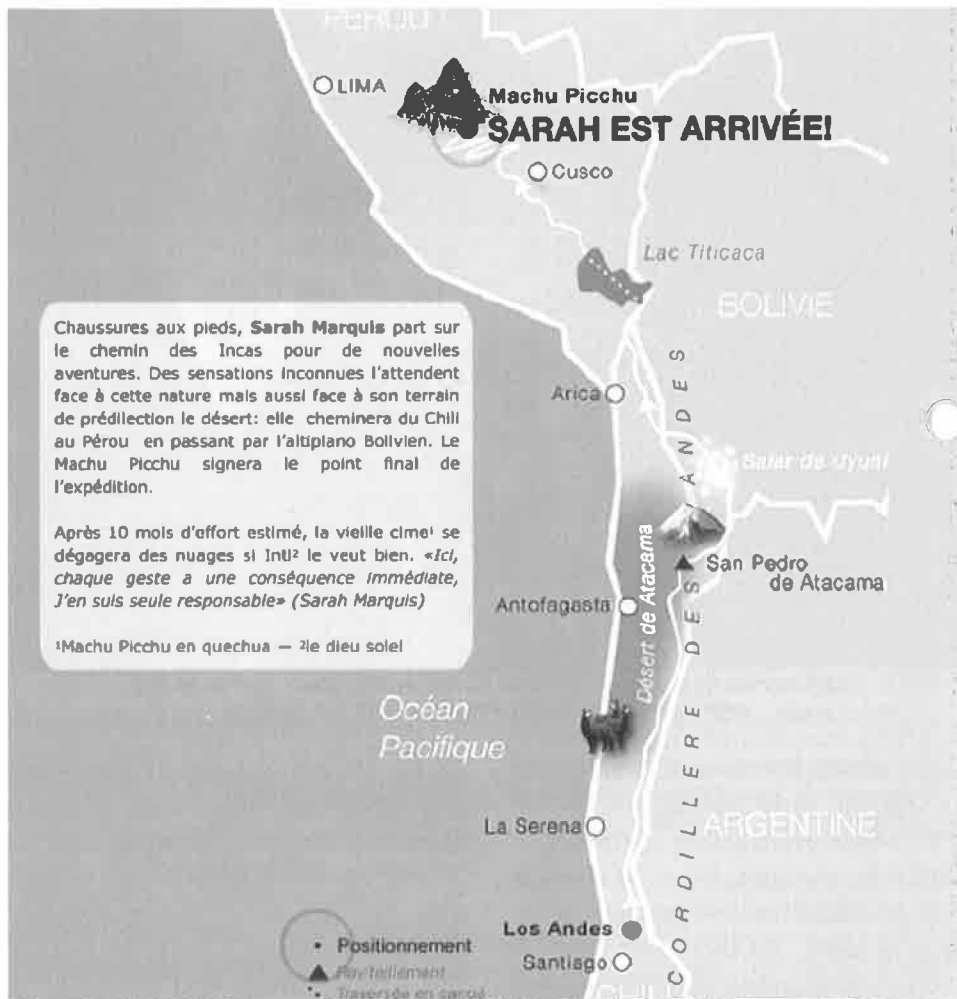 PÉROU
LIMA
Machu Picchu
SARAH EST ARRIVÉE!
Cusco
Lac Titicaca
BOLIVIE
Chaussures aux pieds, Sarah Marquis part sur
le chemin des Incas pour de nouvelles
aventures. Des sensations inconnues l'attendent
face à cette nature mais aussi face à son terrain
de prédilection le désert: elle cheminera du Chili
au Pérou en passant par l'altiplano Bolivien. Le
Machu Picchu signera le point final de
l'expédition.
Après 10 mois d'effort estimé, la vieille cime¹ se
dégagera des nuages si Inti² le veut bien. «Ici,
chaque geste a une conséquence immédiate,
J'en suis seule responsable» (Sarah Marquis)
¹Machu Picchu en quechua — ²le dieu soleil
Arica
Salar de Uyuni
San Pedro
de Atacama
Antofagasta
Désert de Atacama
CORDILLERE DES ANDES
Océan
Pacifique
La Serena
ARGENTINE
Los Andes
Santiago
CHILI
Positionnement
Ravitaillement
Traversée en canoë